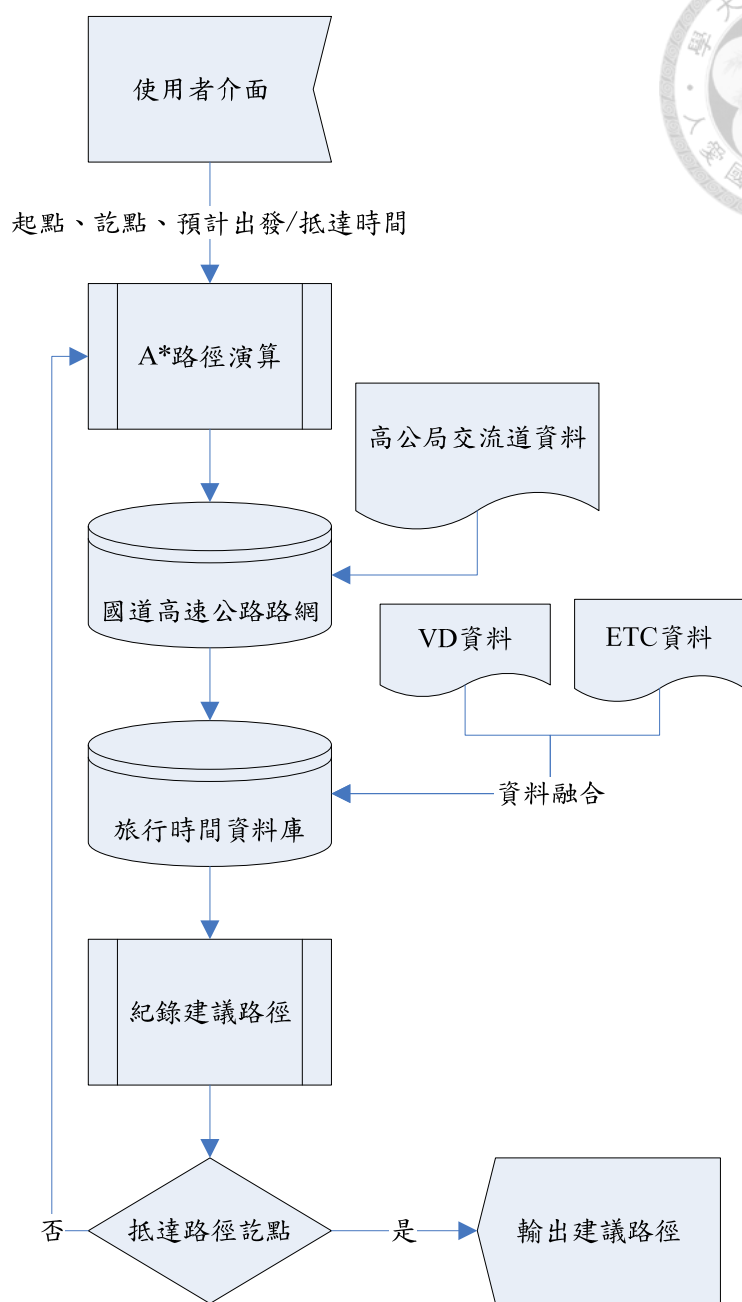 使用者介面
起點、訖點、預計出發/抵達時間
A*路徑演算
高公局交流道資料
國道高速公路路網
VD資料
ETC資料
資料融合
旅行時間資料庫
紀錄建議路徑
抵達路徑訖點
否
是
輸出建議路徑